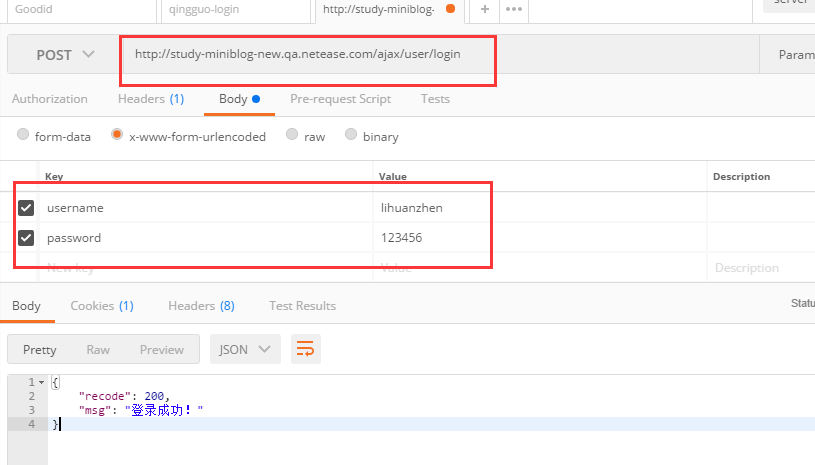 Goodid qingguo-login http://study-miniblog- + ••• server
POST http://study-miniblog-new.qa.netease.com/ajax/user/login Param
Authorization Headers (1) Body Pre-request Script Tests
form-data x-www-form-urlencoded raw binary
Key Value Description
username lihuanzhen
password 123456
New key Value Description
Body Cookies (1) Headers (8) Test Results Statu
Pretty Raw Preview JSON
1 {
2 "recode": 200,
3 "msg": "登录成功！"
4 }